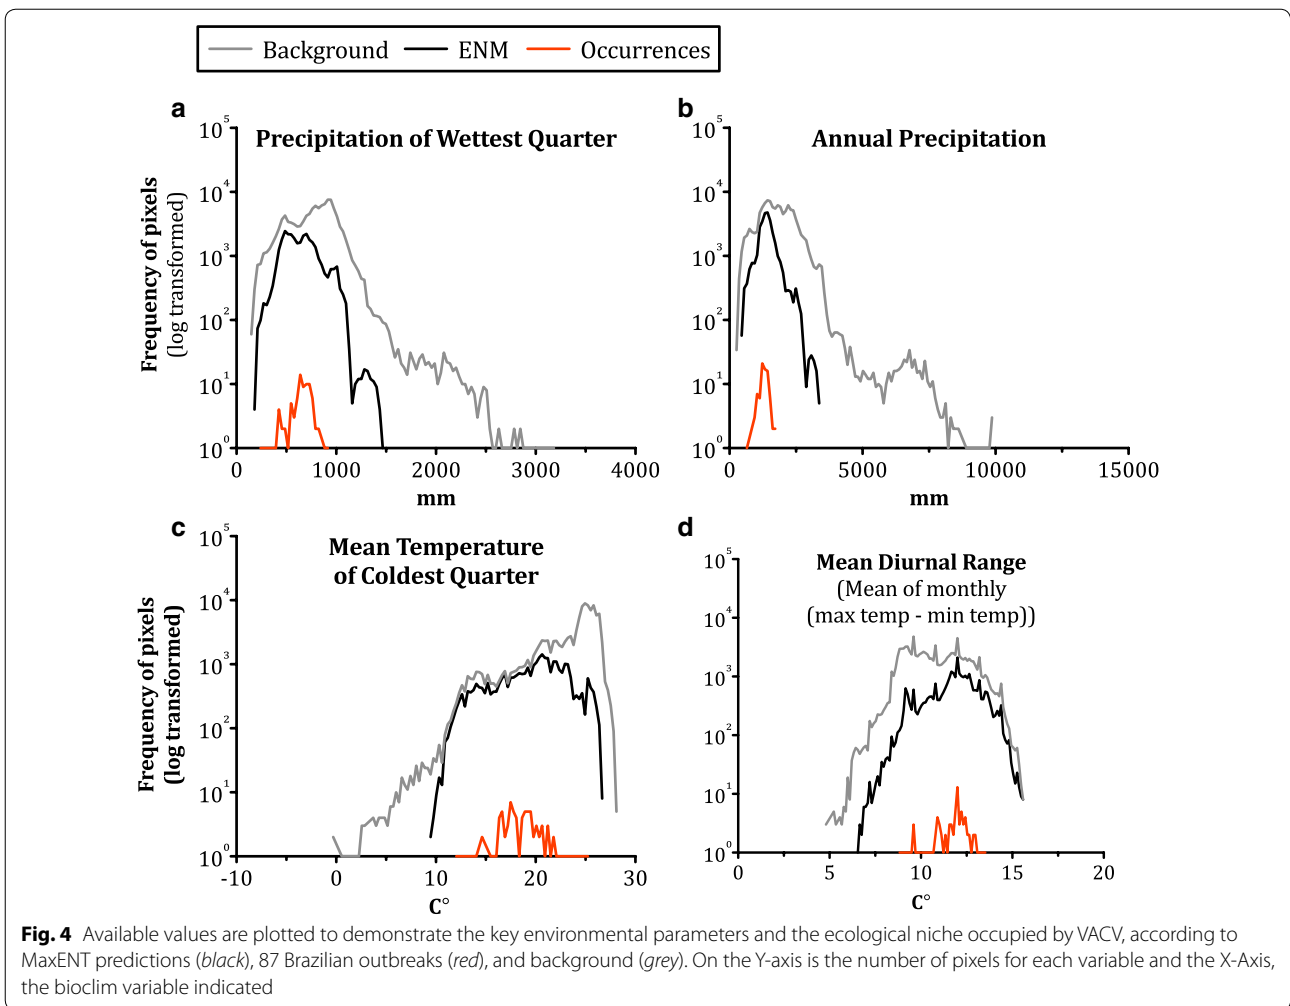 Background ENM Occurrences
a
Precipitation of Wettest Quarter
Frequency of pixels
(log transformed)
10⁵
10⁴
10³
10²
10¹
10⁰
0 1000 2000 3000 4000
mm
b
Annual Precipitation
10⁵
10⁴
10³
10²
10¹
10⁰
0 5000 10000 15000
mm
c
Mean Temperature
of Coldest Quarter
Frequency of pixels
(log transformed)
10⁵
10⁴
10³
10²
10¹
10⁰
-10 0 10 20 30
C°
d
Mean Diurnal Range
(Mean of monthly
(max temp - min temp))
10⁵
10⁴
10³
10²
10¹
10⁰
0 5 10 15 20
C°
Fig. 4 Available values are plotted to demonstrate the key environmental parameters and the ecological niche occupied by VACV, according to
MaxENT predictions (black), 87 Brazilian outbreaks (red), and background (grey). On the Y-axis is the number of pixels for each variable and the X-Axis,
the bioclim variable indicated